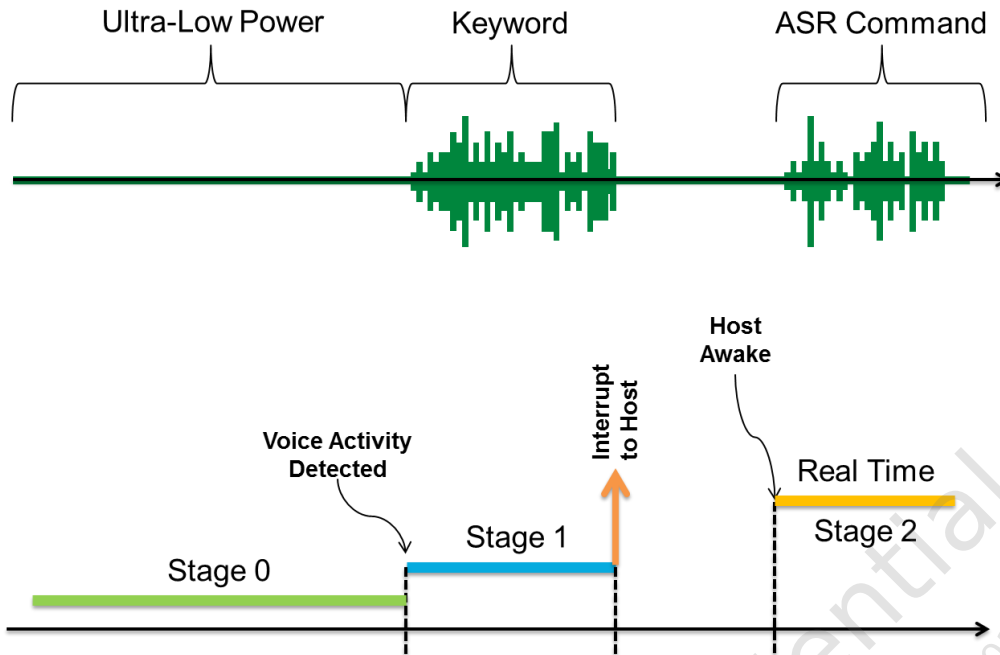 Ultra-Low Power
Keyword
ASR Command
Host
Awake
Interrupt
to Host
Voice Activity
Detected
Real Time
Stage 1
Stage 2
Stage 0